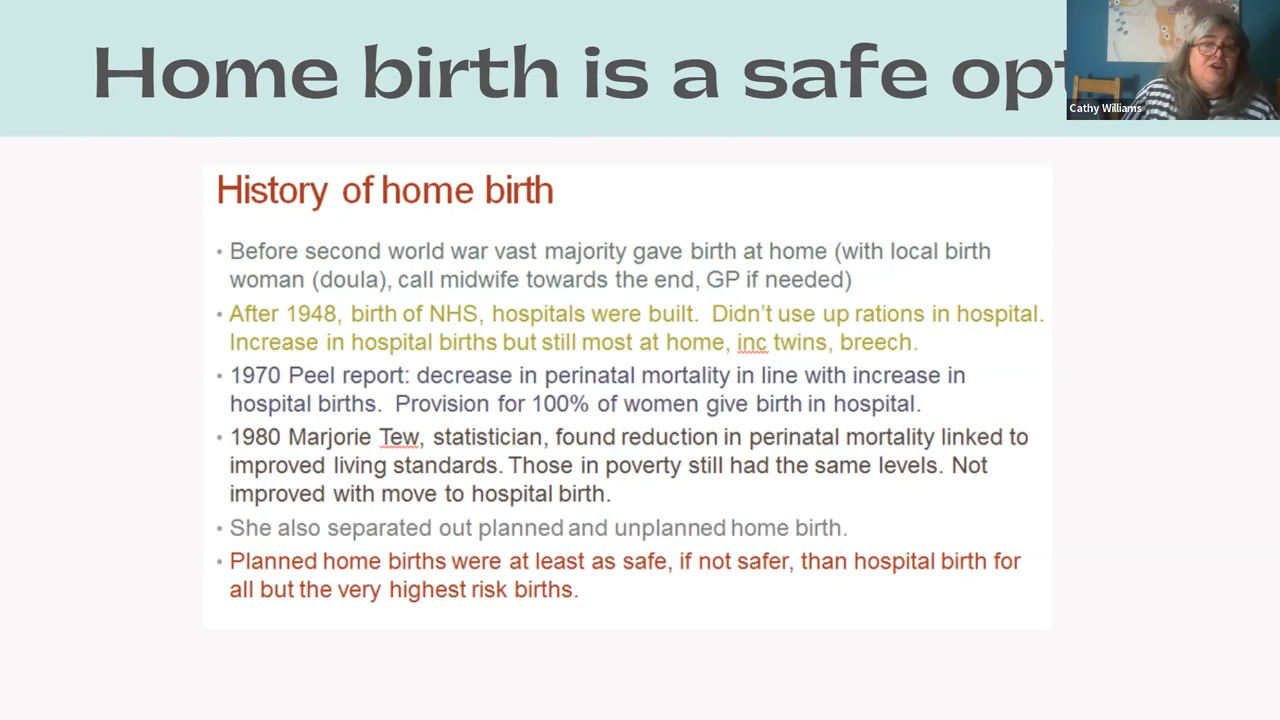 Home birth is a safe opt
Cathy Williams
History of home birth
• Before second world war vast majority gave birth at home (with local birth
woman (doula), call midwife towards the end, GP if needed)
• After 1948, birth of NHS, hospitals were built. Didn't use up rations in hospital.
Increase in hospital births but still most at home, inc twins, breech.
• 1970 Peel report: decrease in perinatal mortality in line with increase in
hospital births. Provision for 100% of women give birth in hospital.
• 1980 Marjorie Tew, statistician, found reduction in perinatal mortality linked to
improved living standards. Those in poverty still had the same levels. Not
improved with move to hospital birth.
• She also separated out planned and unplanned home birth.
• Planned home births were at least as safe, if not safer, than hospital birth for
all but the very highest risk births.